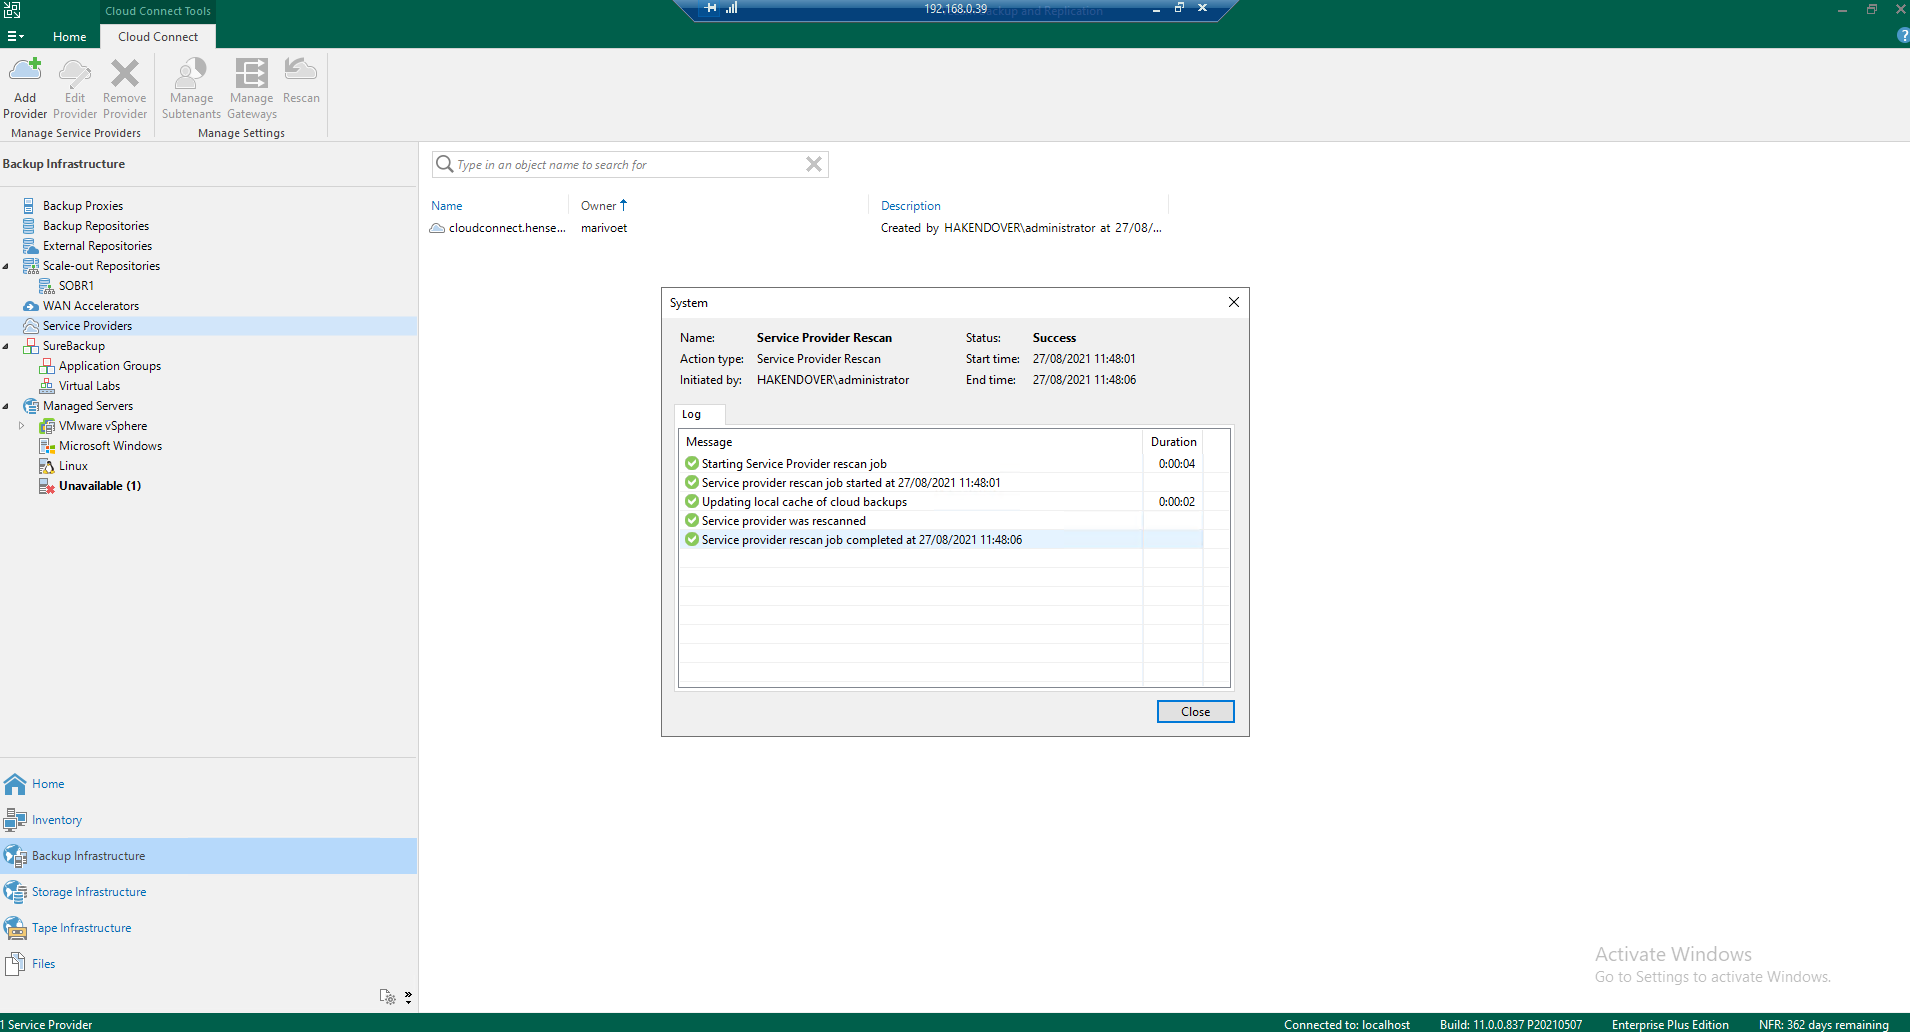 Cloud Connect Tools
192.168.0.39
Backup and Replication
Home
Cloud Connect
Add Provider
Edit Provider
Remove Provider
Manage Subtenants
Manage Gateways
Rescan
Manage Service Providers
Manage Settings
Backup Infrastructure
Backup Proxies
Backup Repositories
External Repositories
Scale-out Repositories
SOBR1
WAN Accelerators
Service Providers
SureBackup
Application Groups
Virtual Labs
Managed Servers
VMware vSphere
Microsoft Windows
Linux
Unavailable (1)
Home
Inventory
Backup Infrastructure
Storage Infrastructure
Tape Infrastructure
Files
Type in an object name to search for
Name Owner Description
cloudconnect.hense... marivoet Created by HAKENDOVER\administrator at 27/08/...
System
Name: Service Provider Rescan Status: Success
Action type: Service Provider Rescan Start time: 27/08/2021 11:48:01
Initiated by: HAKENDOVER\administrator End time: 27/08/2021 11:48:06
Log
Message Duration
Starting Service Provider rescan job 0:00:04
Service provider rescan job started at 27/08/2021 11:48:01
Updating local cache of cloud backups 0:00:02
Service provider was rescanned
Service provider rescan job completed at 27/08/2021 11:48:06
Close
Activate Windows
Go to Settings to activate Windows.
1 Service Provider
Connected to: localhost Build: 11.0.0.837 P20210507 Enterprise Plus Edition NFR: 362 days remaining